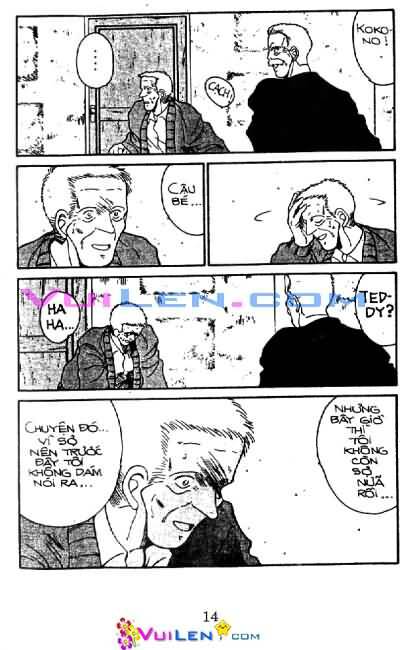 KOKO-
NO!
....
CẠCH!
CẬU
BÉ...
HA
HA...
TED-
DY?
VUILEN.COM
NHƯNG
BÂY GIỜ
THÌ
TÔI
KHÔNG
CÒN
SỢ
NỮA
RỒI...
CHUYỆN ĐÓ...
VÌ SỢ
NÊN TRƯỚC
ĐÂY TÔI
KHÔNG DÁM
NÓI RA...
14
VUILEN.COM